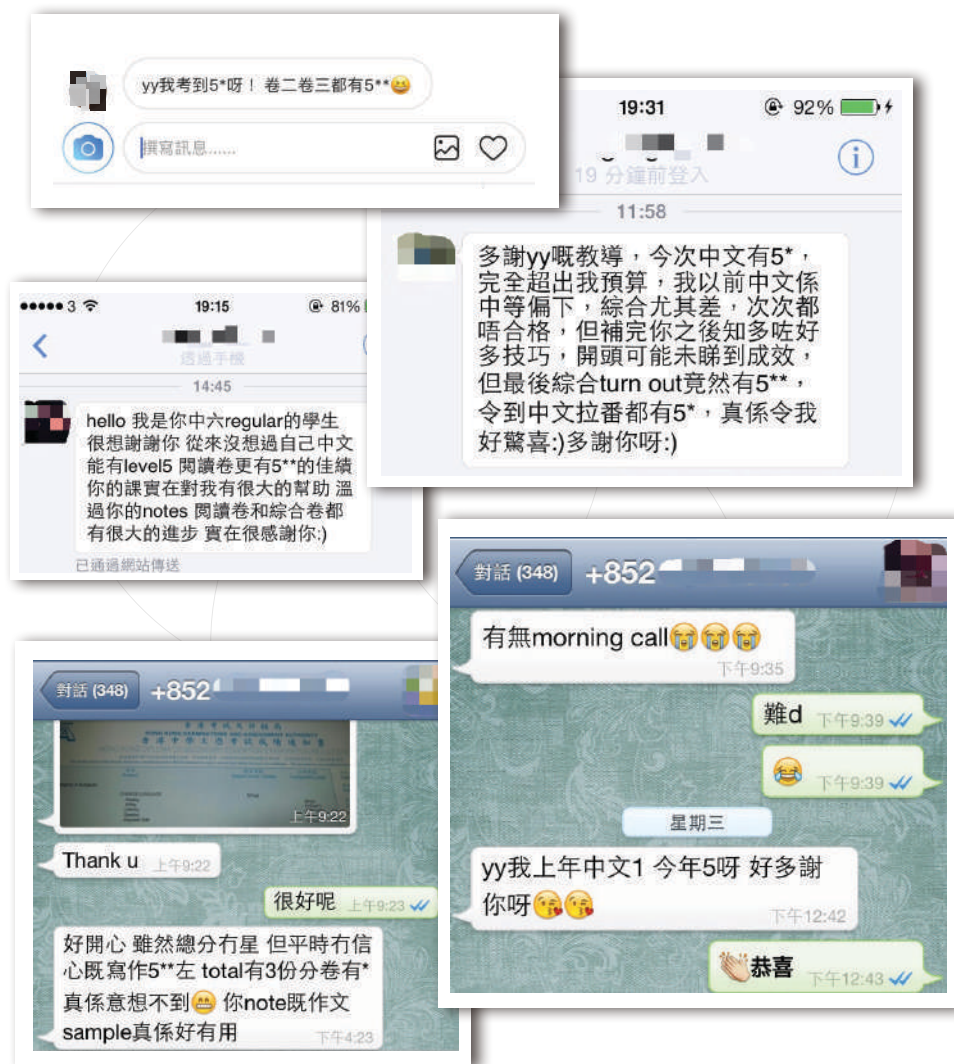 yy我考到5*呀！ 卷二卷三都有5**😆
撰寫訊息......
19:31
92%
19 分鐘前登入
11:58
多謝yy嘅教導，今次中文有5*，
完全超出我預算，我以前中文係
中等偏下，綜合尤其差，次次都
唔合格，但補完你之後知多咗好
多技巧，開頭可能未睇到成效，
但最後綜合turn out竟然有5**，
令到中文拉番都有5*，真係令我
好驚喜:)多謝你呀:)
3
19:15
81%
透過手機
14:45
hello 我是你中六regular的學生
很想謝謝你 從來沒想過自己中文
能有level5 閱讀卷更有5**的佳績
你的課實在對我有很大的幫助 溫
過你的notes 閱讀卷和綜合卷都
有很大的進步 實在很感謝你:)
已通過網站傳送
對話 (348)
+852
有無morning call😭😭😭
下午9:35
難d 下午9:39
😂 下午9:39
星期三
yy我上年中文1 今年5呀 好多謝
你呀😘😘
下午12:42
👏恭喜 下午12:43
對話 (348)
+852
上午9:22
Thank u 上午9:22
很好呢 上午9:23
好開心 雖然總分冇星 但平時冇信
心既寫作5**左 total有3份分卷有*
真係意想不到😁 你note既作文
sample真係好有用 下午4:23